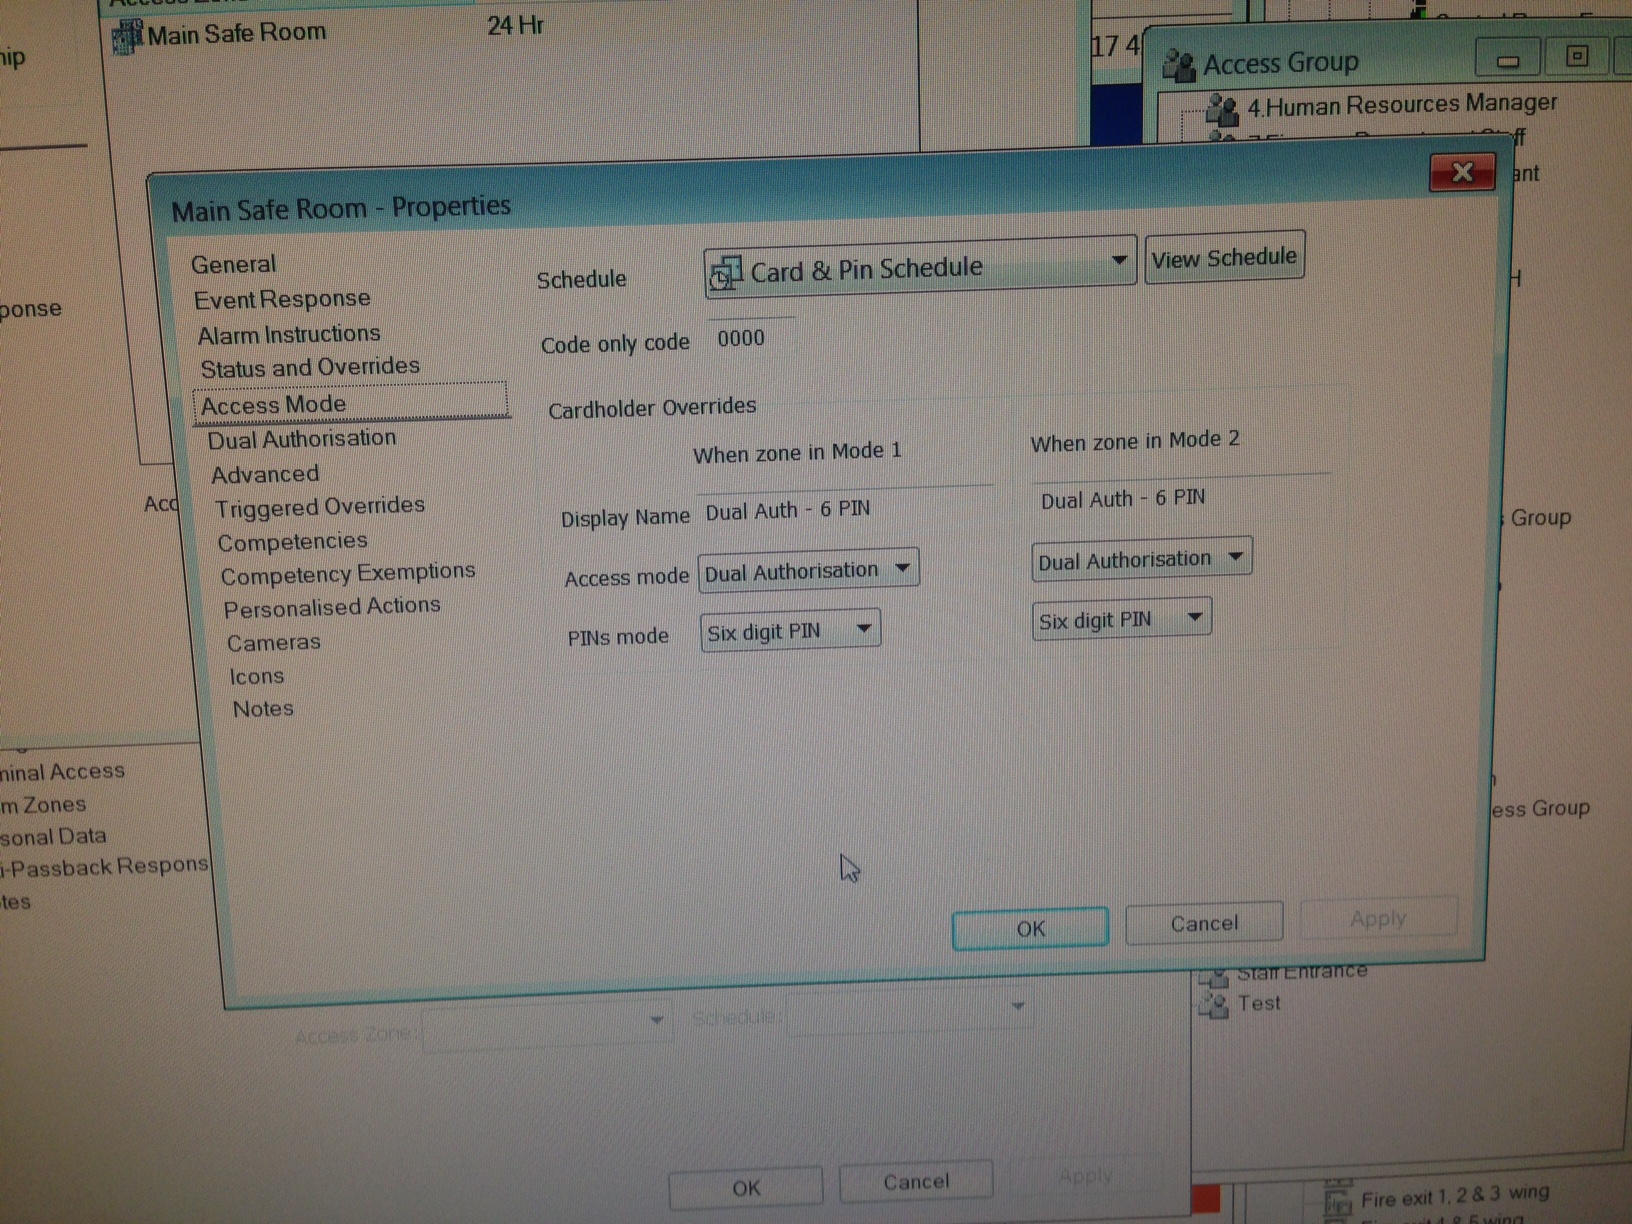 Main Safe Room 24 Hr
17 4
Access Group
4.Human Resources Manager
ant
H
Group
ess Group
Main Safe Room - Properties
General
Event Response
Alarm Instructions
Status and Overrides
Access Mode
Dual Authorisation
Advanced
Triggered Overrides
Competencies
Competency Exemptions
Personalised Actions
Cameras
Icons
Notes
Schedule Card & Pin Schedule View Schedule
Code only code 0000
Cardholder Overrides
When zone in Mode 1 When zone in Mode 2
Display Name Dual Auth - 6 PIN Dual Auth - 6 PIN
Access mode Dual Authorisation Dual Authorisation
PINs mode Six digit PIN Six digit PIN
OK Cancel Apply
hip
ponse
Acc
minal Access
m Zones
sonal Data
i-Passback Respons
tes
Staff Entrance
Test
Access Zone: Schedule:
OK Cancel Apply
Fire exit 1, 2 & 3 wing